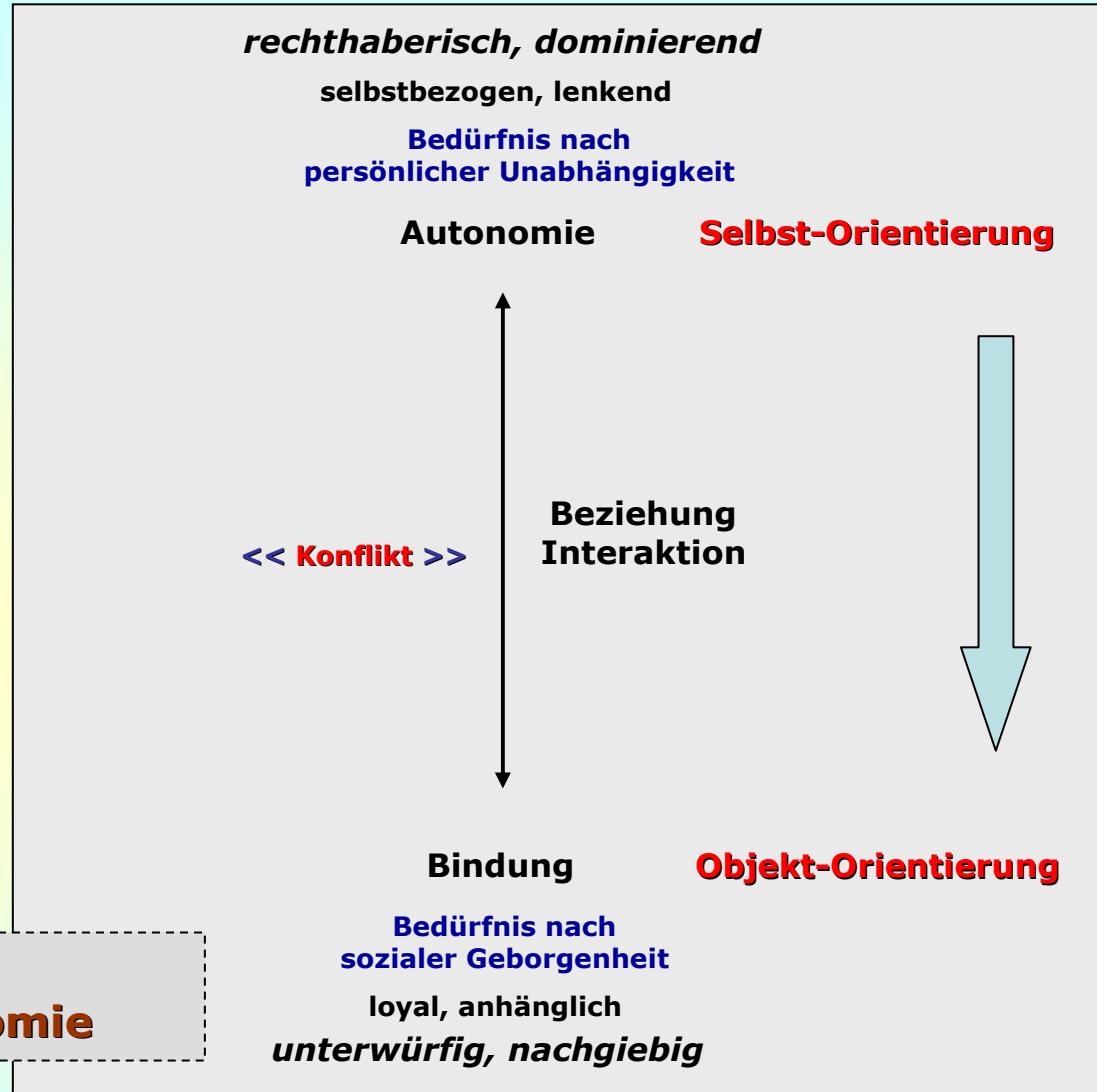 rechthaberisch, dominierend
selbstbezogen, lenkend
Bedürfnis nach
persönlicher Unabhängigkeit
Autonomie Selbst-Orientierung
Beziehung
<< Konflikt >> Interaktion
Bindung Objekt-Orientierung
Bedürfnis nach
sozialer Geborgenheit
loyal, anhänglich
omie
unterwürfig, nachgiebig